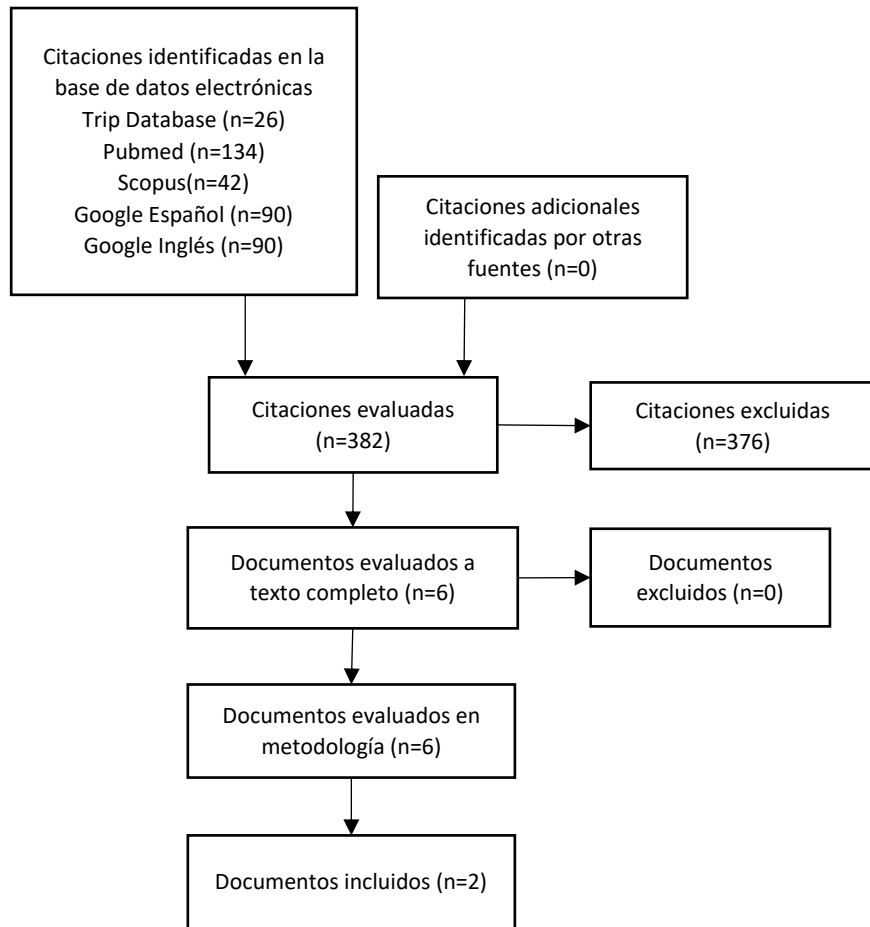 Citaciones identificadas en la
base de datos electrónicas
Trip Database (n=26)
Pubmed (n=134)
Scopus(n=42)
Google Español (n=90)
Google Inglés (n=90)
Citaciones adicionales
identificadas por otras
fuentes (n=0)
Citaciones evaluadas
(n=382)
Citaciones excluidas
(n=376)
Documentos evaluados a
texto completo (n=6)
Documentos
excluidos (n=0)
Documentos evaluados en
metodología (n=6)
Documentos incluidos (n=2)